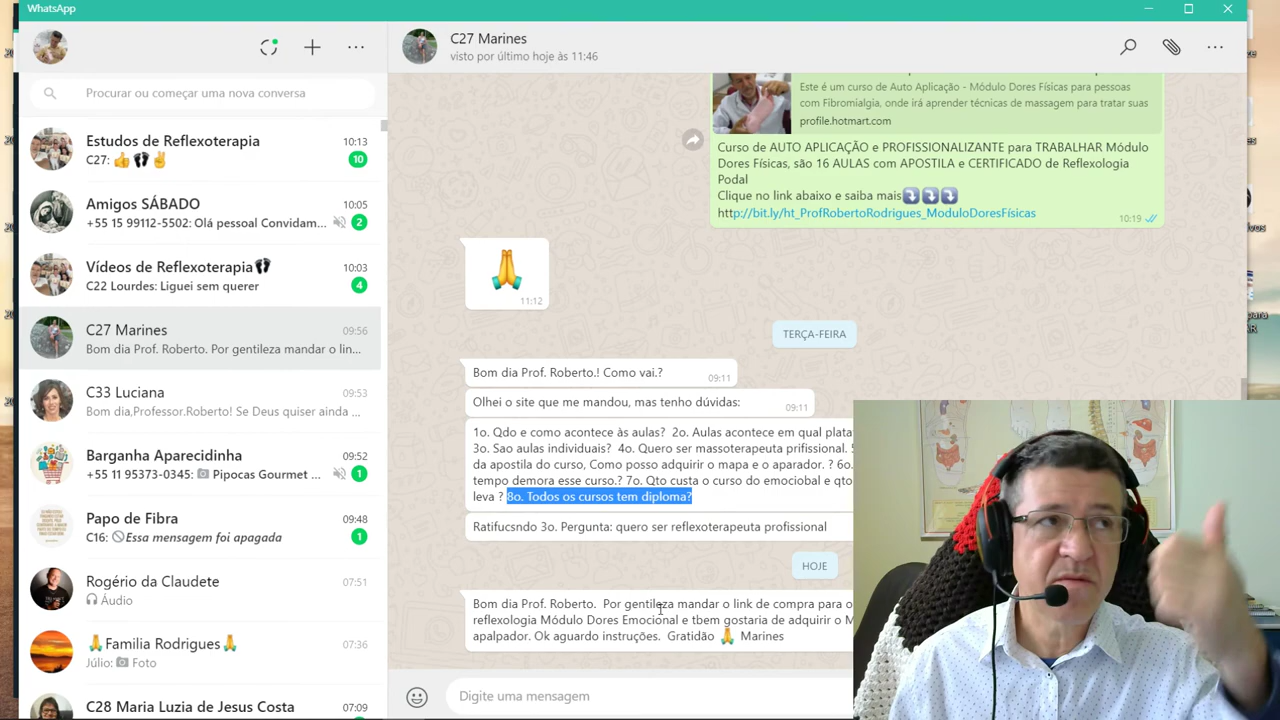 WhatsApp
Procurar ou começar uma nova conversa
Estudos de Reflexoterapia 10:13
C27: 👍👣✌ 10
Amigos SÁBADO 10:05
+55 15 99112-5502: Olá pessoal Convidam... 2
Vídeos de Reflexoterapia👣 10:03
C22 Lourdes: Liguei sem querer 4
C27 Marines 09:56
Bom dia Prof. Roberto. Por gentileza mandar o lin...
C33 Luciana 09:53
Bom dia,Professor.Roberto! Se Deus quiser ainda ...
Barganha Aparecidinha 09:52
+55 11 95373-0345: Pipocas Gourmet ... 1
Papo de Fibra 09:48
C16: Essa mensagem foi apagada 1
Rogério da Claudete 07:51
Áudio
🙏Familia Rodrigues🙏 07:36
Júlio: Foto
C28 Maria Luzia de Jesus Costa 07:09
C27 Marines
visto por último hoje às 11:46
Este é um curso de Auto Aplicação - Módulo Dores Físicas para pessoas
com Fibromialgia, onde irá aprender técnicas de massagem para tratar suas
profile.hotmart.com
Curso de AUTO APLICAÇÃO e PROFISSIONALIZANTE para TRABALHAR Módulo
Dores Físicas, são 16 AULAS com APOSTILA e CERTIFICADO de Reflexologia
Podal
Clique no link abaixo e saiba mais⤵⤵⤵
http://bit.ly/ht_ProfRobertoRodrigues_ModuloDoresFísicas
10:19
🙏
11:12
TERÇA-FEIRA
Bom dia Prof. Roberto.! Como vai.? 09:11
Olhei o site que me mandou, mas tenho dúvidas: 09:11
1o. Qdo e como acontece às aulas? 2o. Aulas acontece em qual plata
3o. Sao aulas individuais? 4o. Quero ser massoterapeuta prifissional.
da apostila do curso, Como posso adquirir o mapa e o aparador. ? 6o.
tempo demora esse curso.? 7o. Qto custa o curso do emociobal e qto
leva ? 8o. Todos os cursos tem diploma?
Ratifucsndo 3o. Pergunta: quero ser reflexoterapeuta profissional
HOJE
Bom dia Prof. Roberto. Por gentileza mandar o link de compra para o
reflexologia Módulo Dores Emocional e tbem gostaria de adquirir o M
apalpador. Ok aguardo instruções. Gratidão 🙏 Marines
Digite uma mensagem